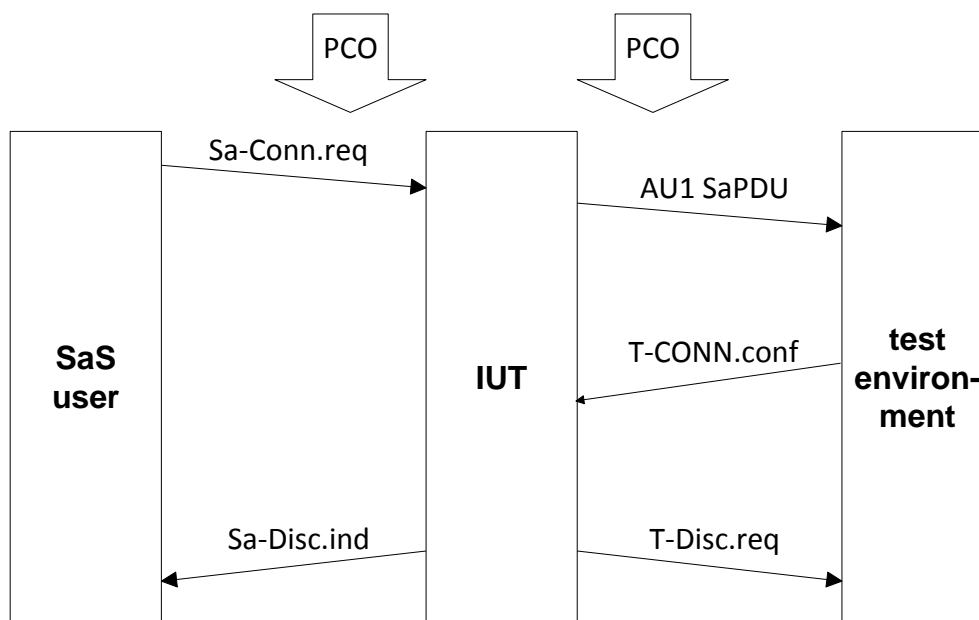 PCO
PCO
Sa-Conn.req
AU1 SaPDU
SaS
user
IUT
T-CONN.conf
test
environ-
ment
Sa-Disc.ind
T-Disc.req